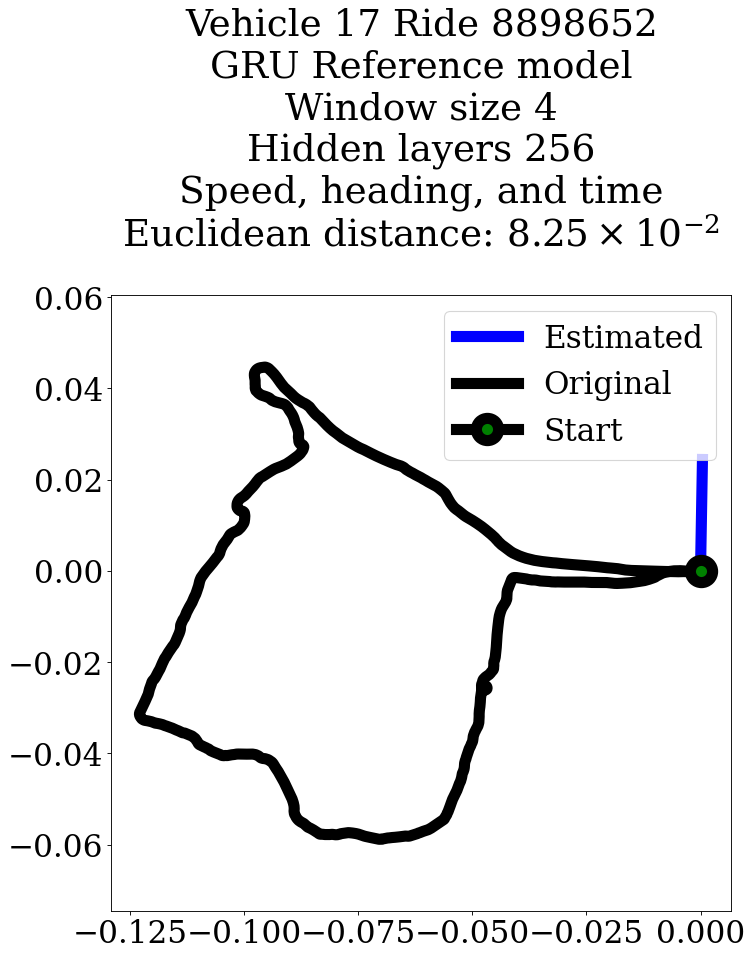 Vehicle 17 Ride 8898652
GRU Reference model
Window size 4
Hidden layers 256
Speed, heading, and time
Euclidean distance: 8.25 × 10⁻²
Estimated
Original
Start
0.06
0.04
0.02
0.00
−0.02
−0.04
−0.06
−0.125 −0.100 −0.075 −0.050 −0.025 0.000